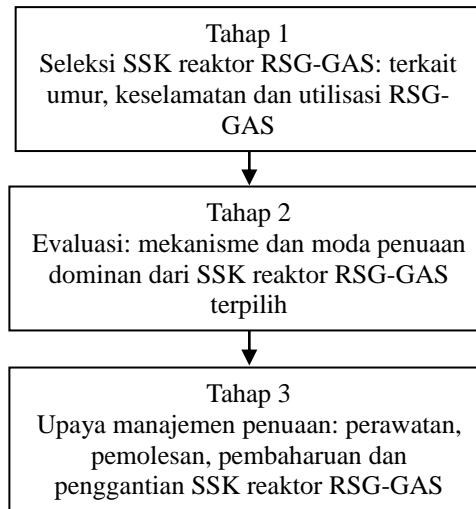 Tahap 1
Seleksi SSK reaktor RSG-GAS: terkait
umur, keselamatan dan utilisasi RSG-
GAS
Tahap 2
Evaluasi: mekanisme dan moda penuaan
dominan dari SSK reaktor RSG-GAS
terpilih
Tahap 3
Upaya manajemen penuaan: perawatan,
pemolesan, pembaharuan dan
penggantian SSK reaktor RSG-GAS